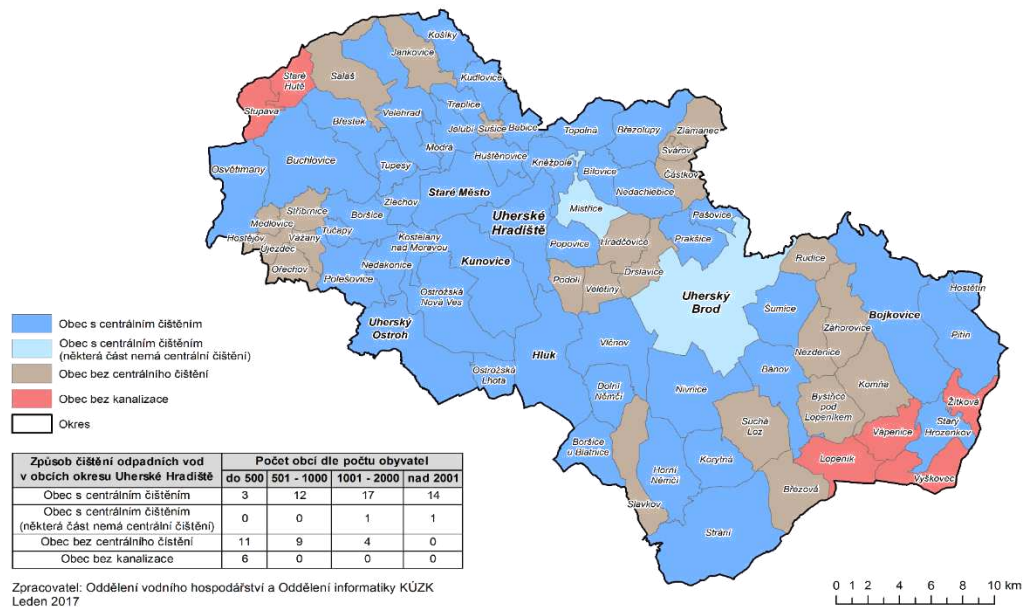 Košíky
Jankovice
Staré
Hutě
Salaš
Kudlovice
Stupava
Traplice
Velehrad
Břestek
Jalubí
Sušice
Babice
Topolná
Březolupy
Zlámanec
Modrá
Svárov
Osvětimany
Buchlovice
Tupesy
Huštěnovice
Kněžpole
Bílovice
Částkov
Staré Město
Nedachlebice
Zlechov
Mistřice
Stříbrnice
Boršice
Uherské
Hradiště
Pašovice
Medlovice
Tučapy
Kostelany
nad Moravou
Hradčovice
Prakšice
Hostějov
Vážany
Popovice
Újezdec
Kunovice
Rudice
Ořechov
Nedakonice
Drslavice
Polešovice
Podolí
Veletiny
Hostětín
Ostrožská
Nová Ves
Uherský
Brod
Šumice
Bojkovice
Záhorovice
Pitín
Uherský
Ostroh
Vlčnov
Nezdenice
Hluk
Bánov
Ostrožská
Lhota
Komňa
Dolní
Němčí
Nivnice
Bystřice
pod
Lopeníkem
Žítková
Suchá
Loz
Vápenice
Starý
Hrozenkov
Boršice
u Blatnice
Lopeník
Horní
Němčí
Korytná
Vyškovec
Slavkov
Březová
Strání
Obec s centrálním čištěním
Obec s centrálním čištěním
(některá část nemá centrální čištění)
Obec bez centrálního čištění
Obec bez kanalizace
Okres
Způsob čištění odpadních vod
v obcích okresu Uherské Hradiště
Počet obcí dle počtu obyvatel
do 500 501 - 1000 1001 - 2000 nad 2001
Obec s centrálním čištěním 3 12 17 14
Obec s centrálním čištěním
(některá část nemá centrální čištění) 0 0 1 1
Obec bez centrálního čištění 11 9 4 0
Obec bez kanalizace 6 0 0 0
Zpracovatel: Oddělení vodního hospodářství a Oddělení informatiky KÚZK
Leden 2017
0 1 2 4 6 8 10 km